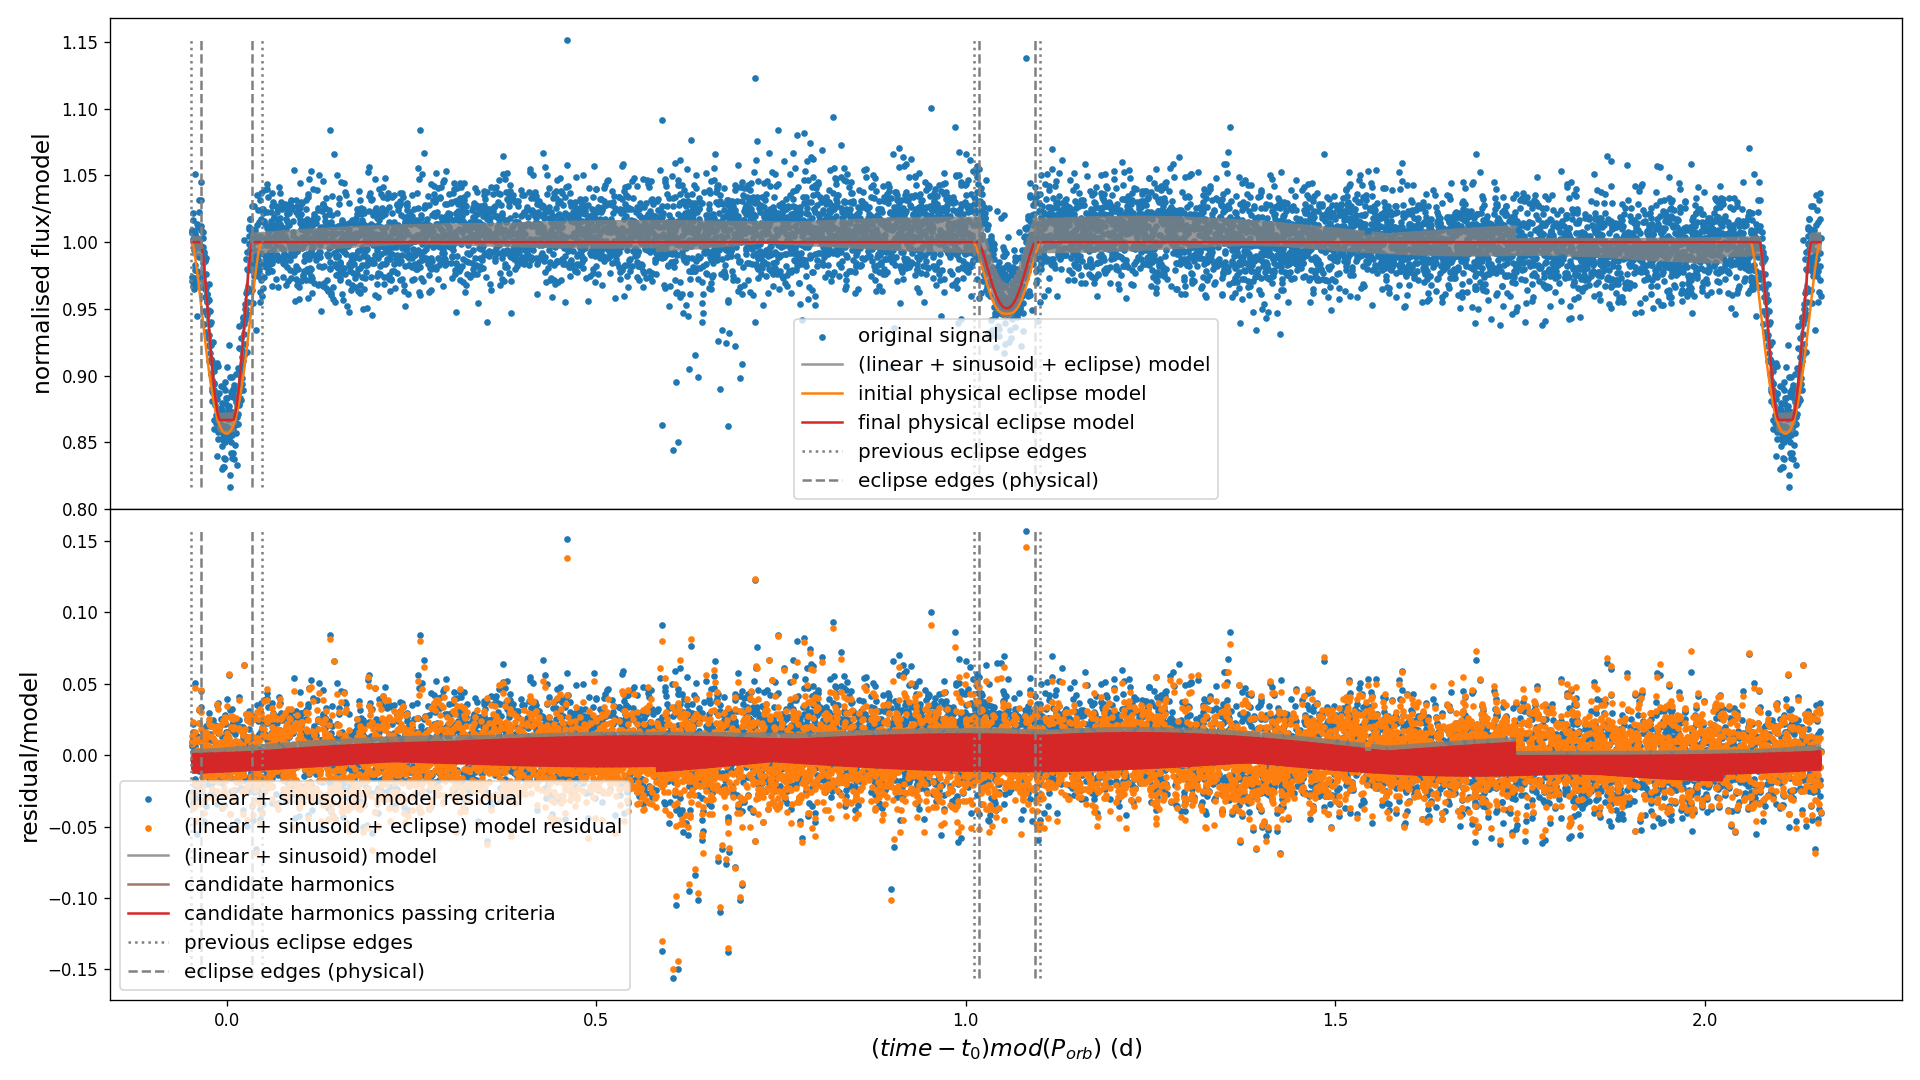 normalised flux/model
1.15
1.10
1.05
1.00
0.95
0.90
0.85
0.80
original signal
(linear + sinusoid + eclipse) model
initial physical eclipse model
final physical eclipse model
previous eclipse edges
eclipse edges (physical)
residual/model
0.15
0.10
0.05
0.00
−0.05
−0.10
−0.15
(linear + sinusoid) model residual
(linear + sinusoid + eclipse) model residual
(linear + sinusoid) model
candidate harmonics
candidate harmonics passing criteria
previous eclipse edges
eclipse edges (physical)
0.0 0.5 1.0 1.5 2.0
(time − t₀)mod(P_orb) (d)